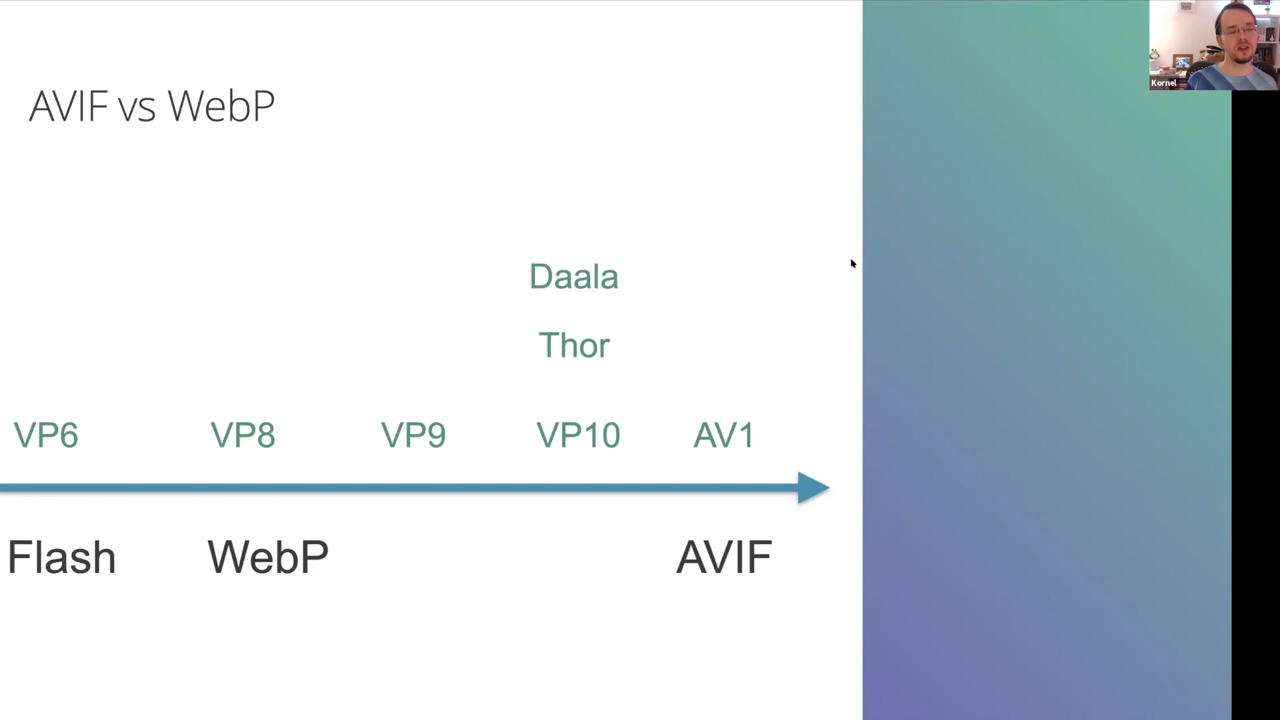 AVIF vs WebP
Kornel
Daala
Thor
VP6 VP8 VP9 VP10 AV1
Flash WebP AVIF